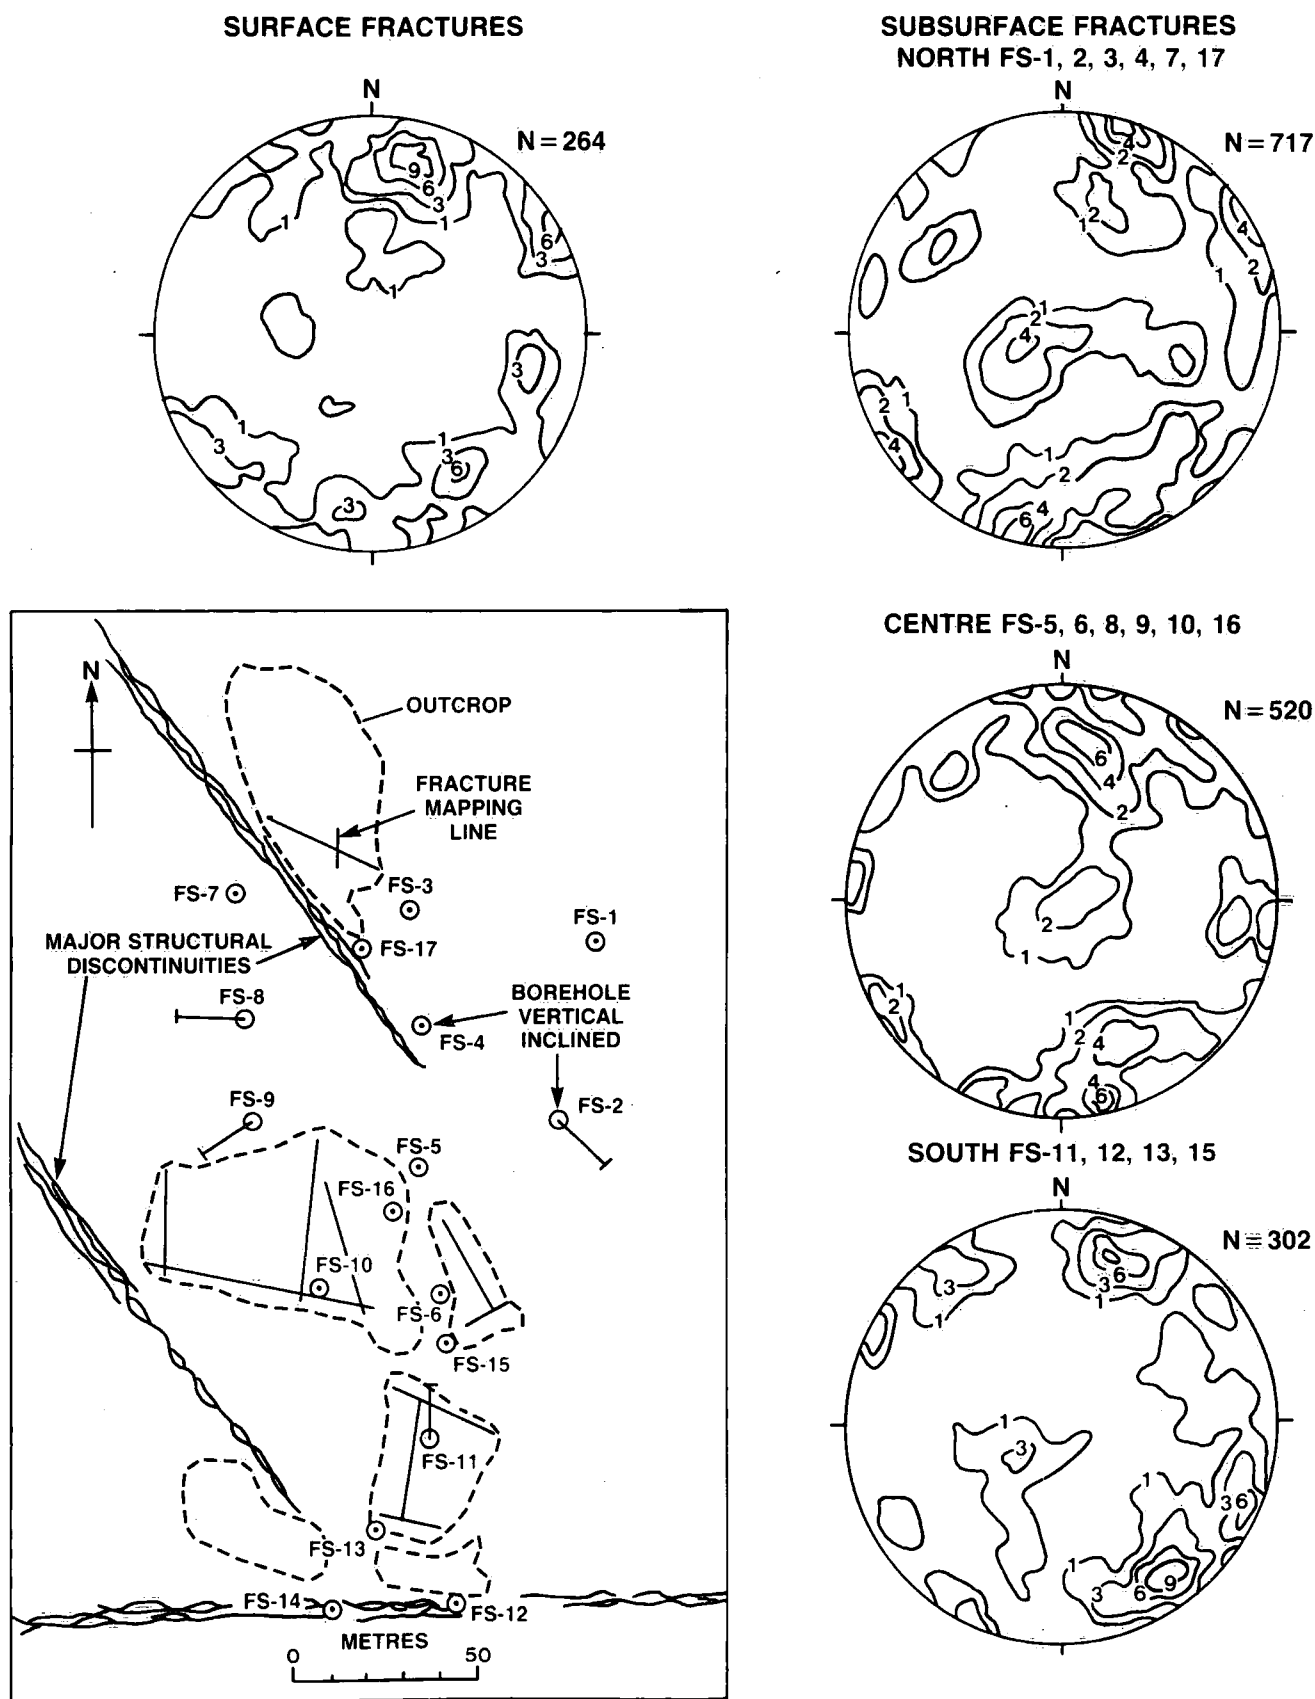 SURFACE FRACTURES
N
N = 264
9
6
3
1
1
1
6
3
3
1
3
1
3
6
3
SUBSURFACE FRACTURES
NORTH FS-1, 2, 3, 4, 7, 17
N
N = 717
4
2
1
2
4
2
1
1
2
4
2
1
4
1
2
4
6
CENTRE FS-5, 6, 8, 9, 10, 16
N
N = 520
6
4
2
2
1
1
2
1
2
4
4
6
SOUTH FS-11, 12, 13, 15
N
N = 302
3
1
6
3
1
1
3
1
3
6
1
3
6
9
N
OUTCROP
FRACTURE
MAPPING
LINE
FS-7
FS-3
FS-1
FS-17
MAJOR STRUCTURAL
DISCONTINUITIES
FS-8
BOREHOLE
VERTICAL
INCLINED
FS-4
FS-9
FS-2
FS-5
FS-16
FS-10
FS-6
FS-15
FS-11
FS-13
FS-14
FS-12
METRES
0 50